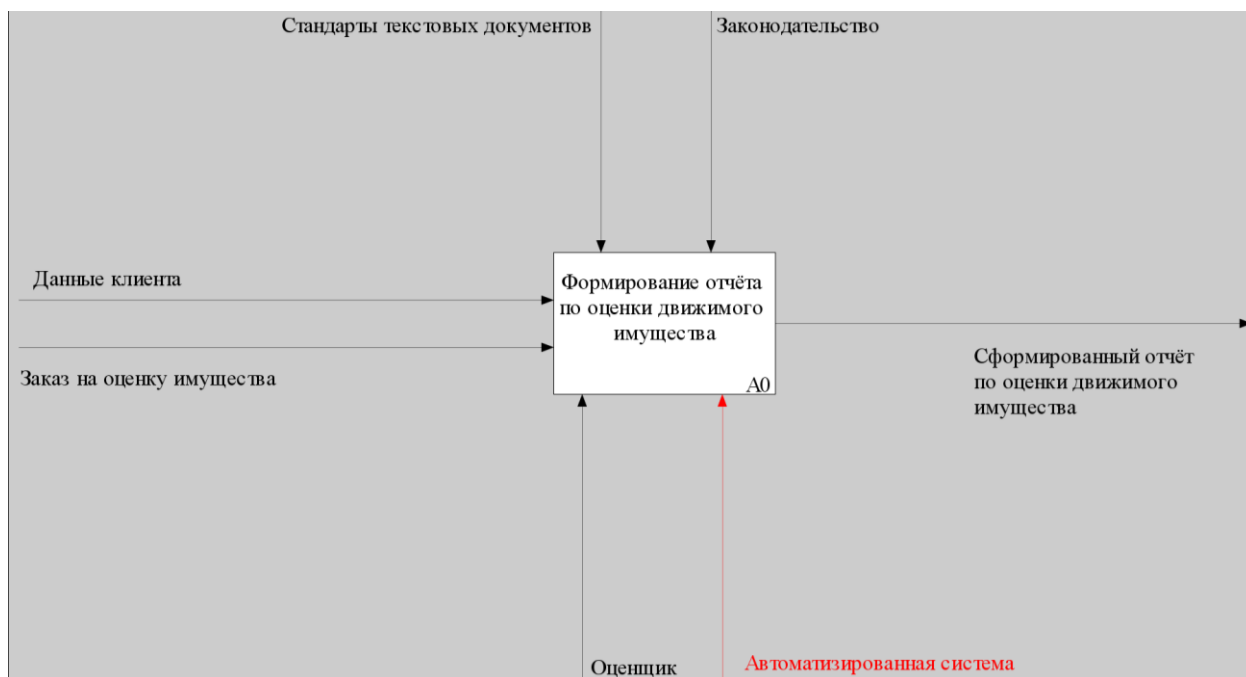 Стандарты текстовых документов
Законодательство
Данные клиента
Формирование отчёта
по оценки движимого
имущества
Заказ на оценку имущества
A0
Сформированный отчёт
по оценки движимого
имущества
Оценщик
Автоматизированная система